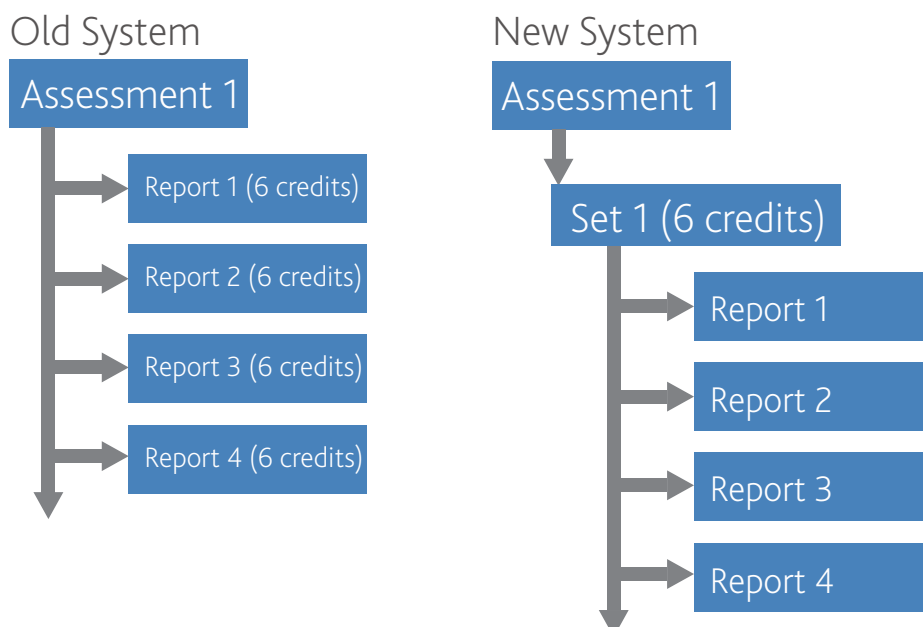 Old System
Assessment 1
Report 1 (6 credits)
Report 2 (6 credits)
Report 3 (6 credits)
Report 4 (6 credits)
New System
Assessment 1
Set 1 (6 credits)
Report 1
Report 2
Report 3
Report 4